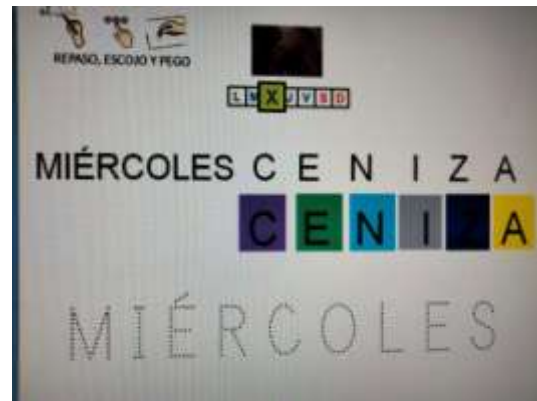 REPASO, ESCOJO Y PEGO
L M X J V S D
MIÉRCOLES C E N I Z A
C E N I Z A
MIÉRCOLES